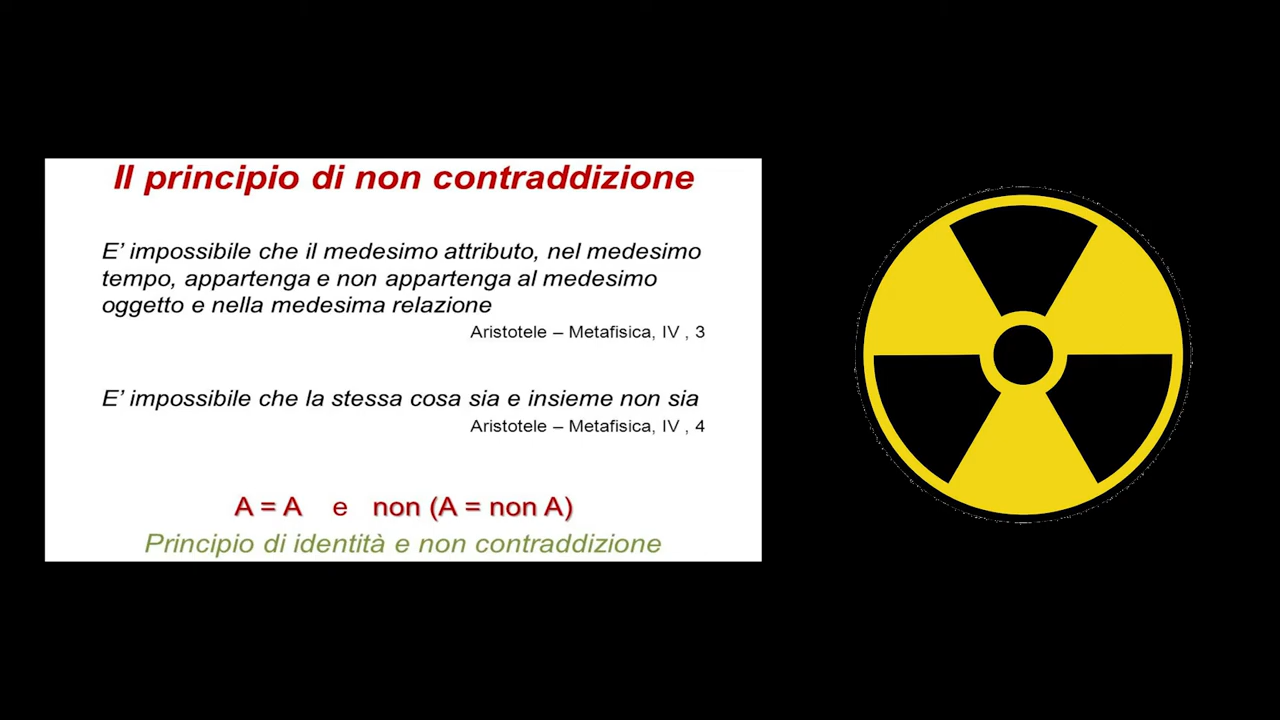 Il principio di non contraddizione
E’ impossibile che il medesimo attributo, nel medesimo
tempo, appartenga e non appartenga al medesimo
oggetto e nella medesima relazione
Aristotele – Metafisica, IV , 3
E’ impossibile che la stessa cosa sia e insieme non sia
Aristotele – Metafisica, IV , 4
A = A e non (A = non A)
Principio di identità e non contraddizione